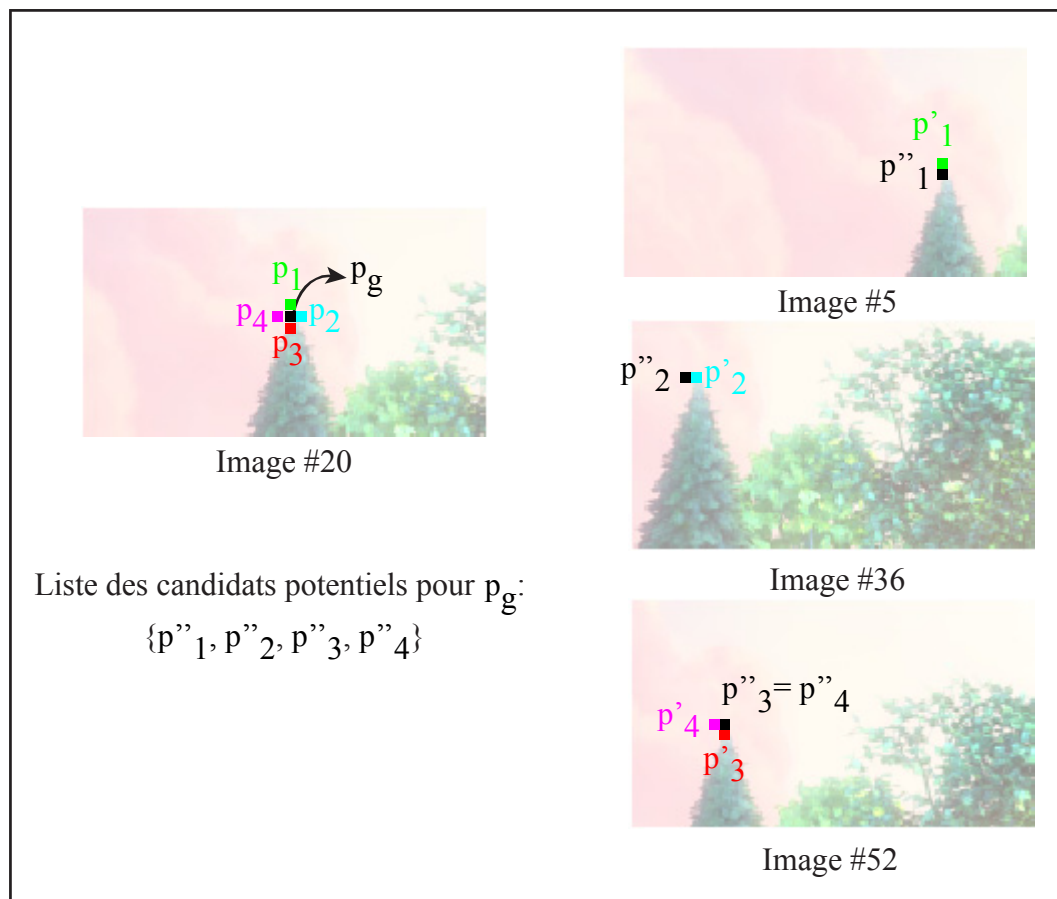 p1
pg
p4
p2
p3
Image #20
Liste des candidats potentiels pour pg:
{p’’1, p’’2, p’’3, p’’4}
p’1
p’’1
Image #5
p’’2
p’2
Image #36
p’’3= p’’4
p’4
p’3
Image #52